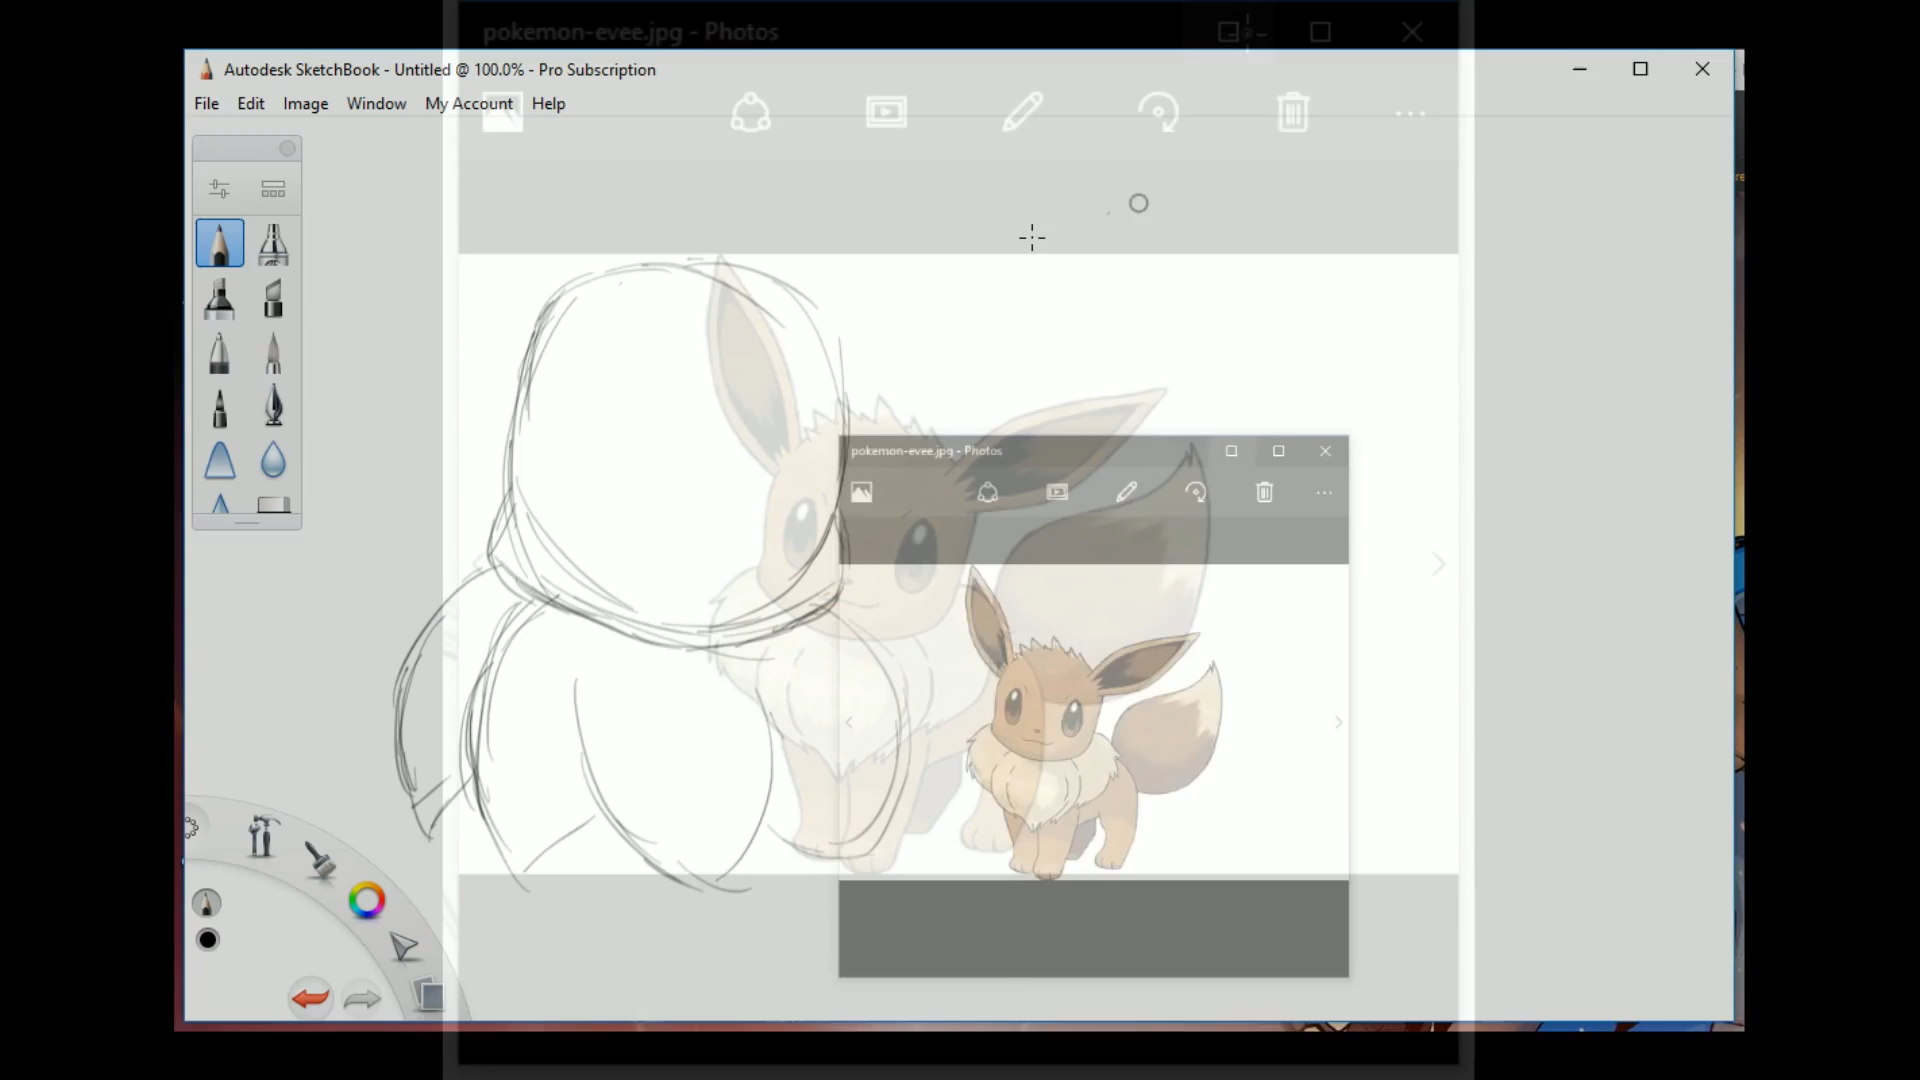 pokemon-evee.jpg - Photos
Autodesk SketchBook - Untitled @ 100.0% - Pro Subscription
File Edit Image Window My Account Help
pokemon-evee.jpg - Photos